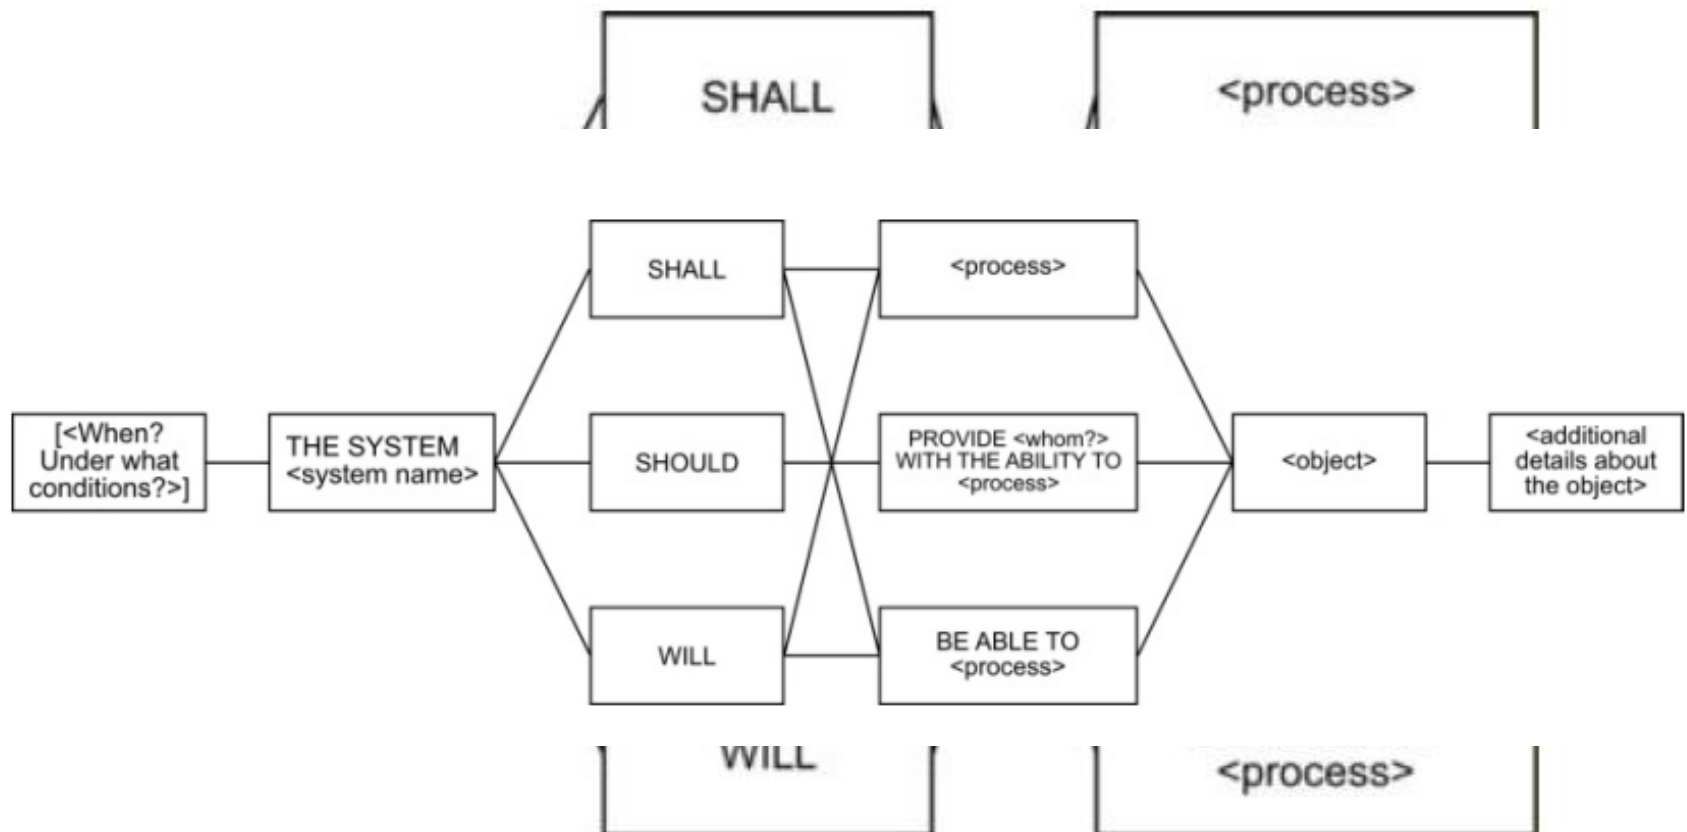 SHALL
<process>
SHALL
<process>
[<When?
Under what
conditions?>]
THE SYSTEM
<system name>
SHOULD
PROVIDE <whom?>
WITH THE ABILITY TO
<process>
<object>
<additional
details about
the object>
WILL
BE ABLE TO
<process>
WILL
<process>